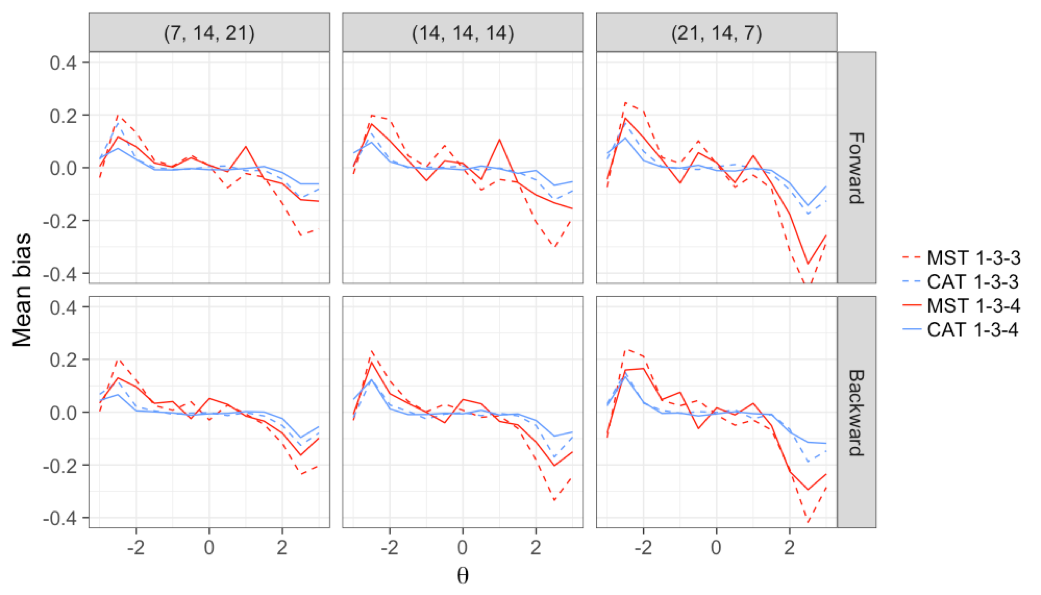 (7, 14, 21) (14, 14, 14) (21, 14, 7)
0.4
0.2
0.0
-0.2
-0.4
Forward
0.4
0.2
0.0
-0.2
-0.4
Backward
Mean bias
-2 0 2 -2 0 2 -2 0 2
θ
MST 1-3-3
CAT 1-3-3
MST 1-3-4
CAT 1-3-4